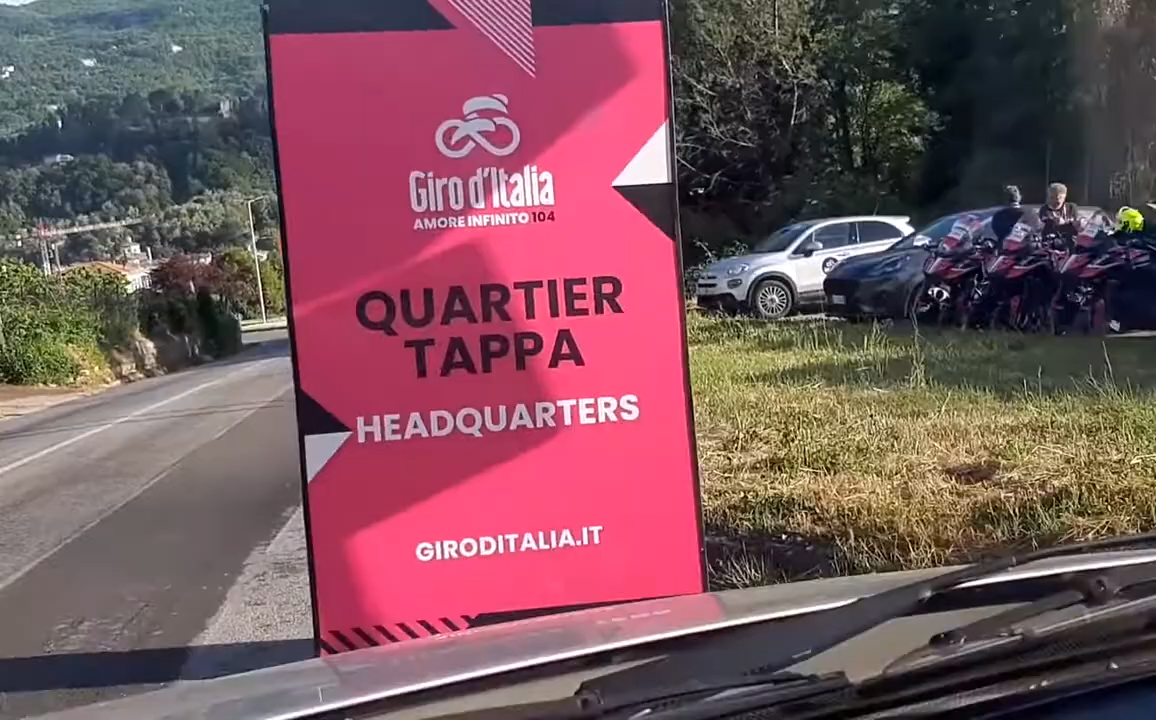 Giro d'Italia
AMORE INFINITO 104
QUARTIER
TAPPA
HEADQUARTERS
GIRODITALIA.IT